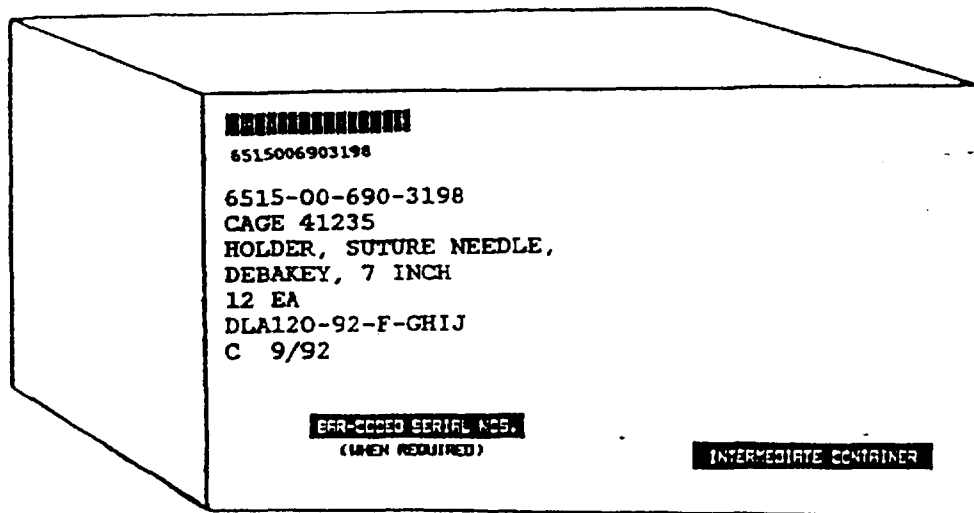 6515006903198
6515-00-690-3198
CAGE 41235
HOLDER, SUTURE NEEDLE,
DEBAKEY, 7 INCH
12 EA
DLA120-92-F-GHIJ
C 9/92
BAR-CODED SERIAL NOS.
(WHEN REQUIRED)
INTERMEDIATE CONTAINER